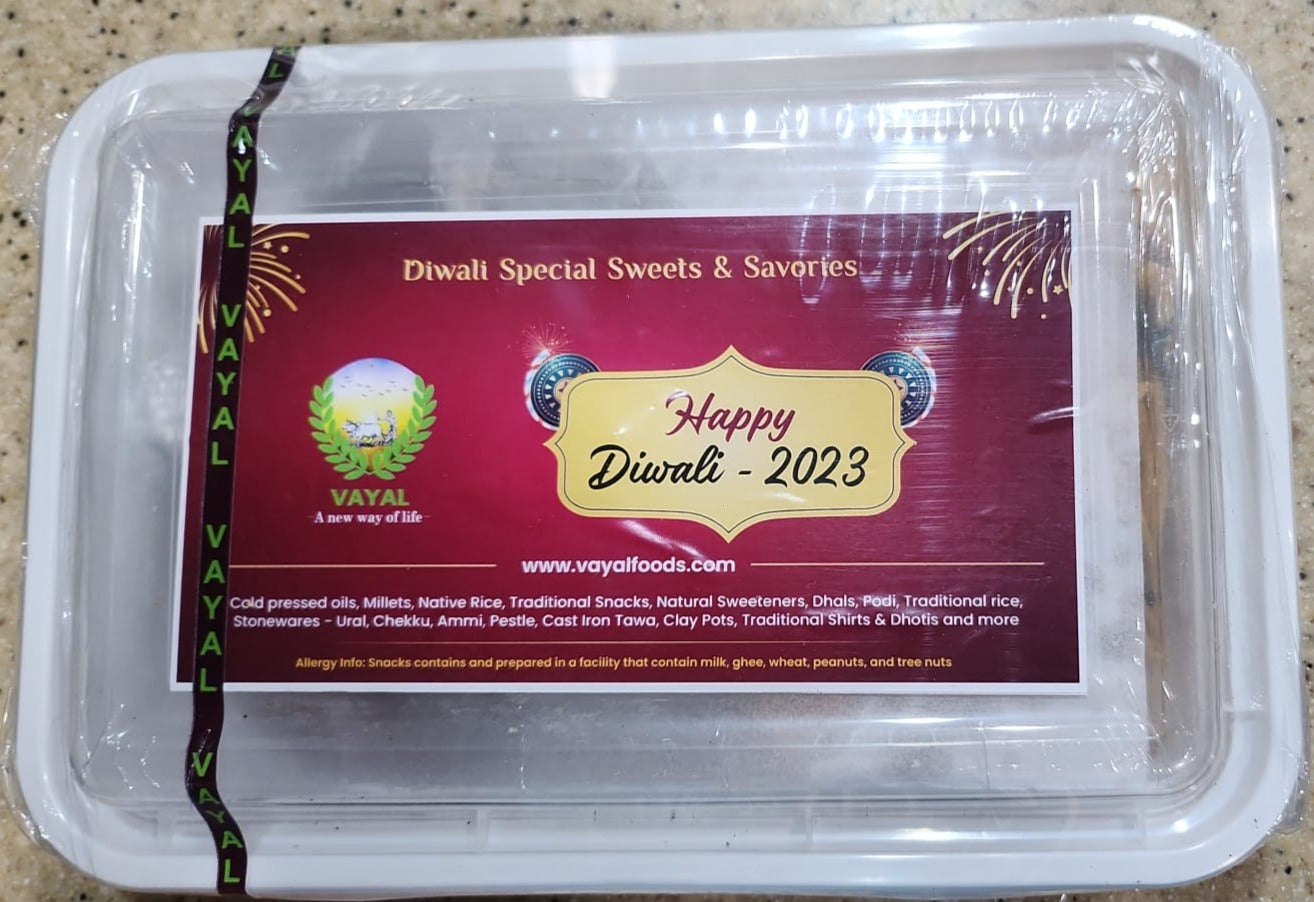 Diwali Special Sweets & Savories
VAYAL
A new way of life
Happy
Diwali - 2023
www.vayalfoods.com
Cold pressed oils, Millets, Native Rice, Traditional Snacks, Natural Sweeteners, Dhals, Podi, Traditional rice,
Stonewares - Ural, Chekku, Ammi, Pestle, Cast Iron Tawa, Clay Pots, Traditional Shirts & Dhotis and more
Allergy Info: Snacks contains and prepared in a facility that contain milk, ghee, wheat, peanuts, and tree nuts
AL
VAYAL
VAYAL
VAYAL
VAYAL